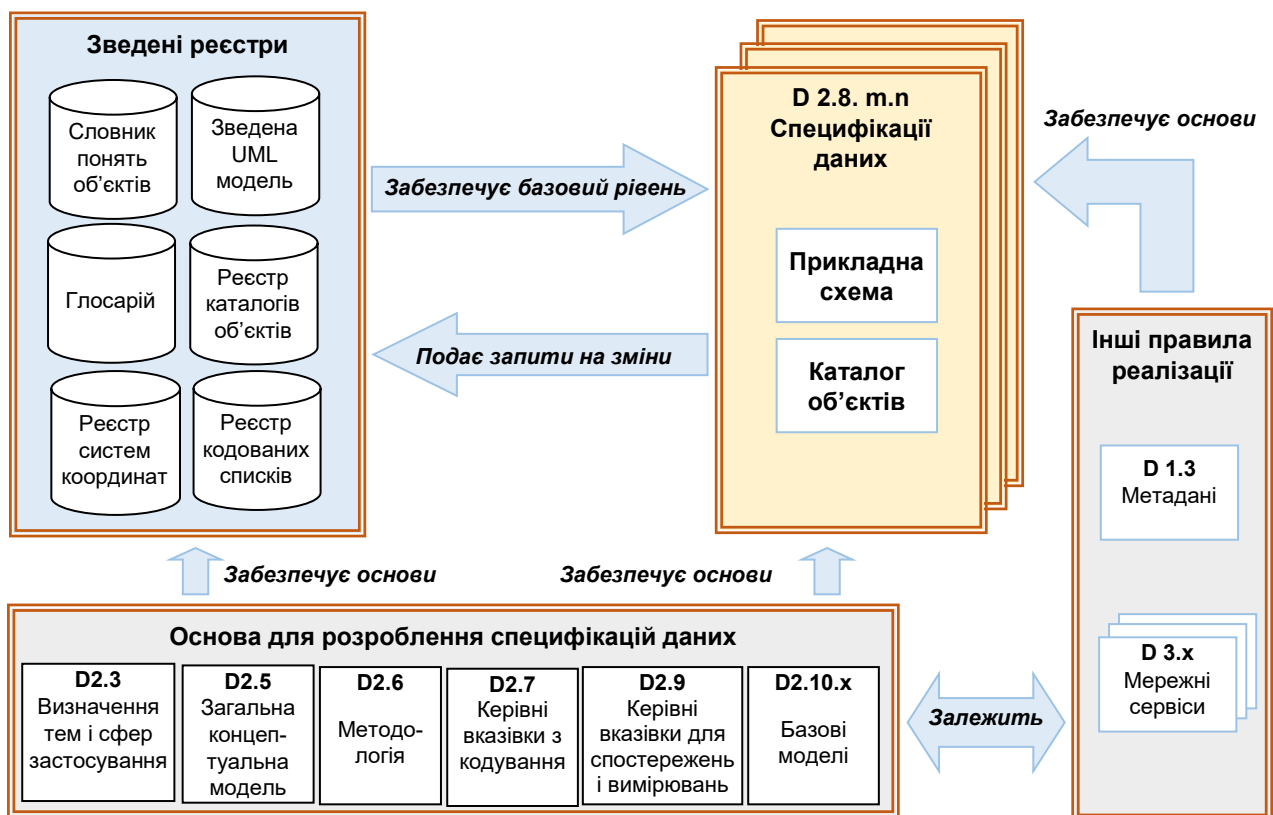 Зведені реєстри
Словник
понять
об’єктів
Зведена
UML
модель
Глосарій
Реєстр
каталогів
об’єктів
Реєстр
систем
координат
Реєстр
кодованих
списків
Забезпечує базовий рівень
Подає запити на зміни
D 2.8. m.n
Специфікації
даних
Прикладна
схема
Каталог
об’єктів
Забезпечує основи
Інші правила
реалізації
D 1.3
Метадані
D 3.x
Мережні
сервіси
Забезпечує основи
Забезпечує основи
Основа для розроблення специфікацій даних
D2.3
Визначення
тем і сфер
застосування
D2.5
Загальна
концеп-
туальна
модель
D2.6
Методо-
логія
D2.7
Керівні
вказівки з
кодування
D2.9
Керівні
вказівки для
спостережень
і вимірювань
D2.10.x
Базові
моделі
Залежить